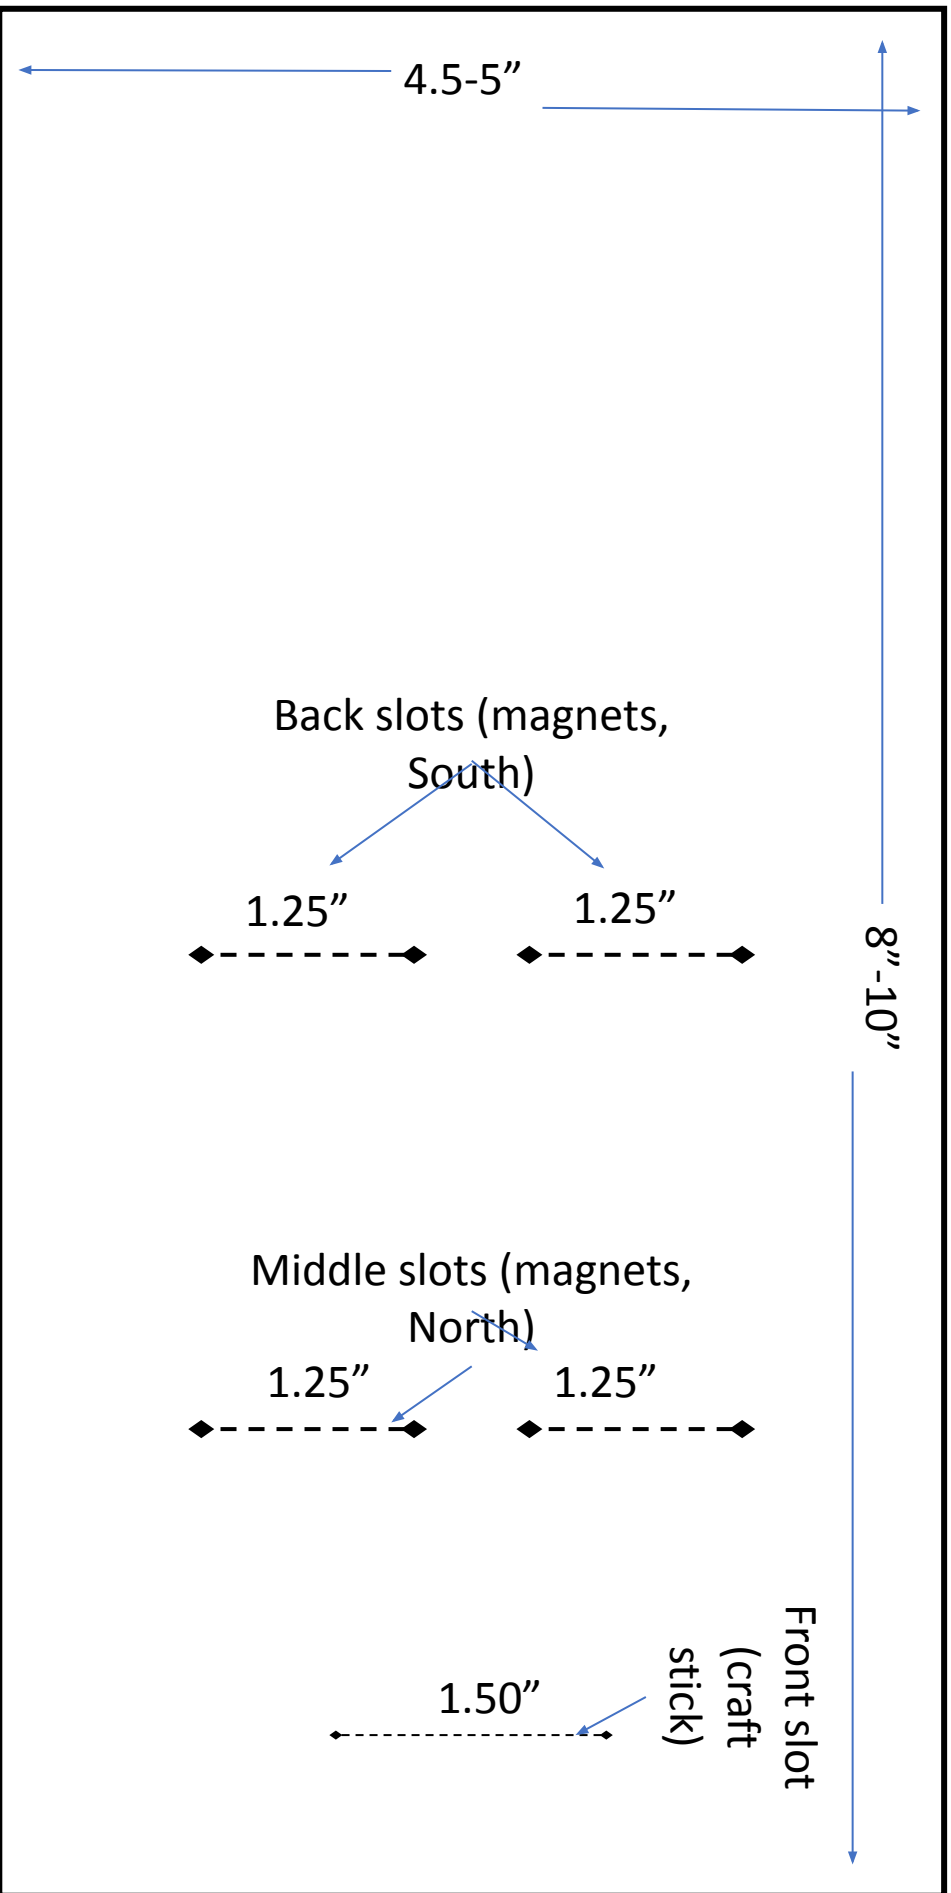 4.5-5”
Back slots (magnets,
South)
1.25”
1.25”
8”-10”
Middle slots (magnets,
North)
1.25”
1.25”
Front slot
(craft
stick)
1.50”